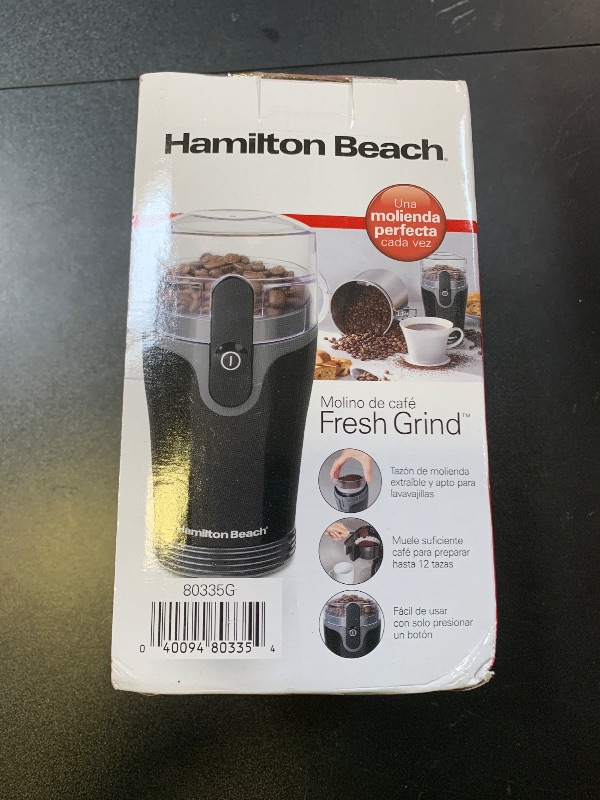 Hamilton Beach®
Una
molienda
perfecta
cada vez
Molino de café
Fresh Grind™
Tazón de molienda
extraíble y apto para
lavavajillas
Muele suficiente
café para preparar
hasta 12 tazas
Fácil de usar
con solo presionar
un botón
Hamilton Beach
80335G
0 40094 80335 4